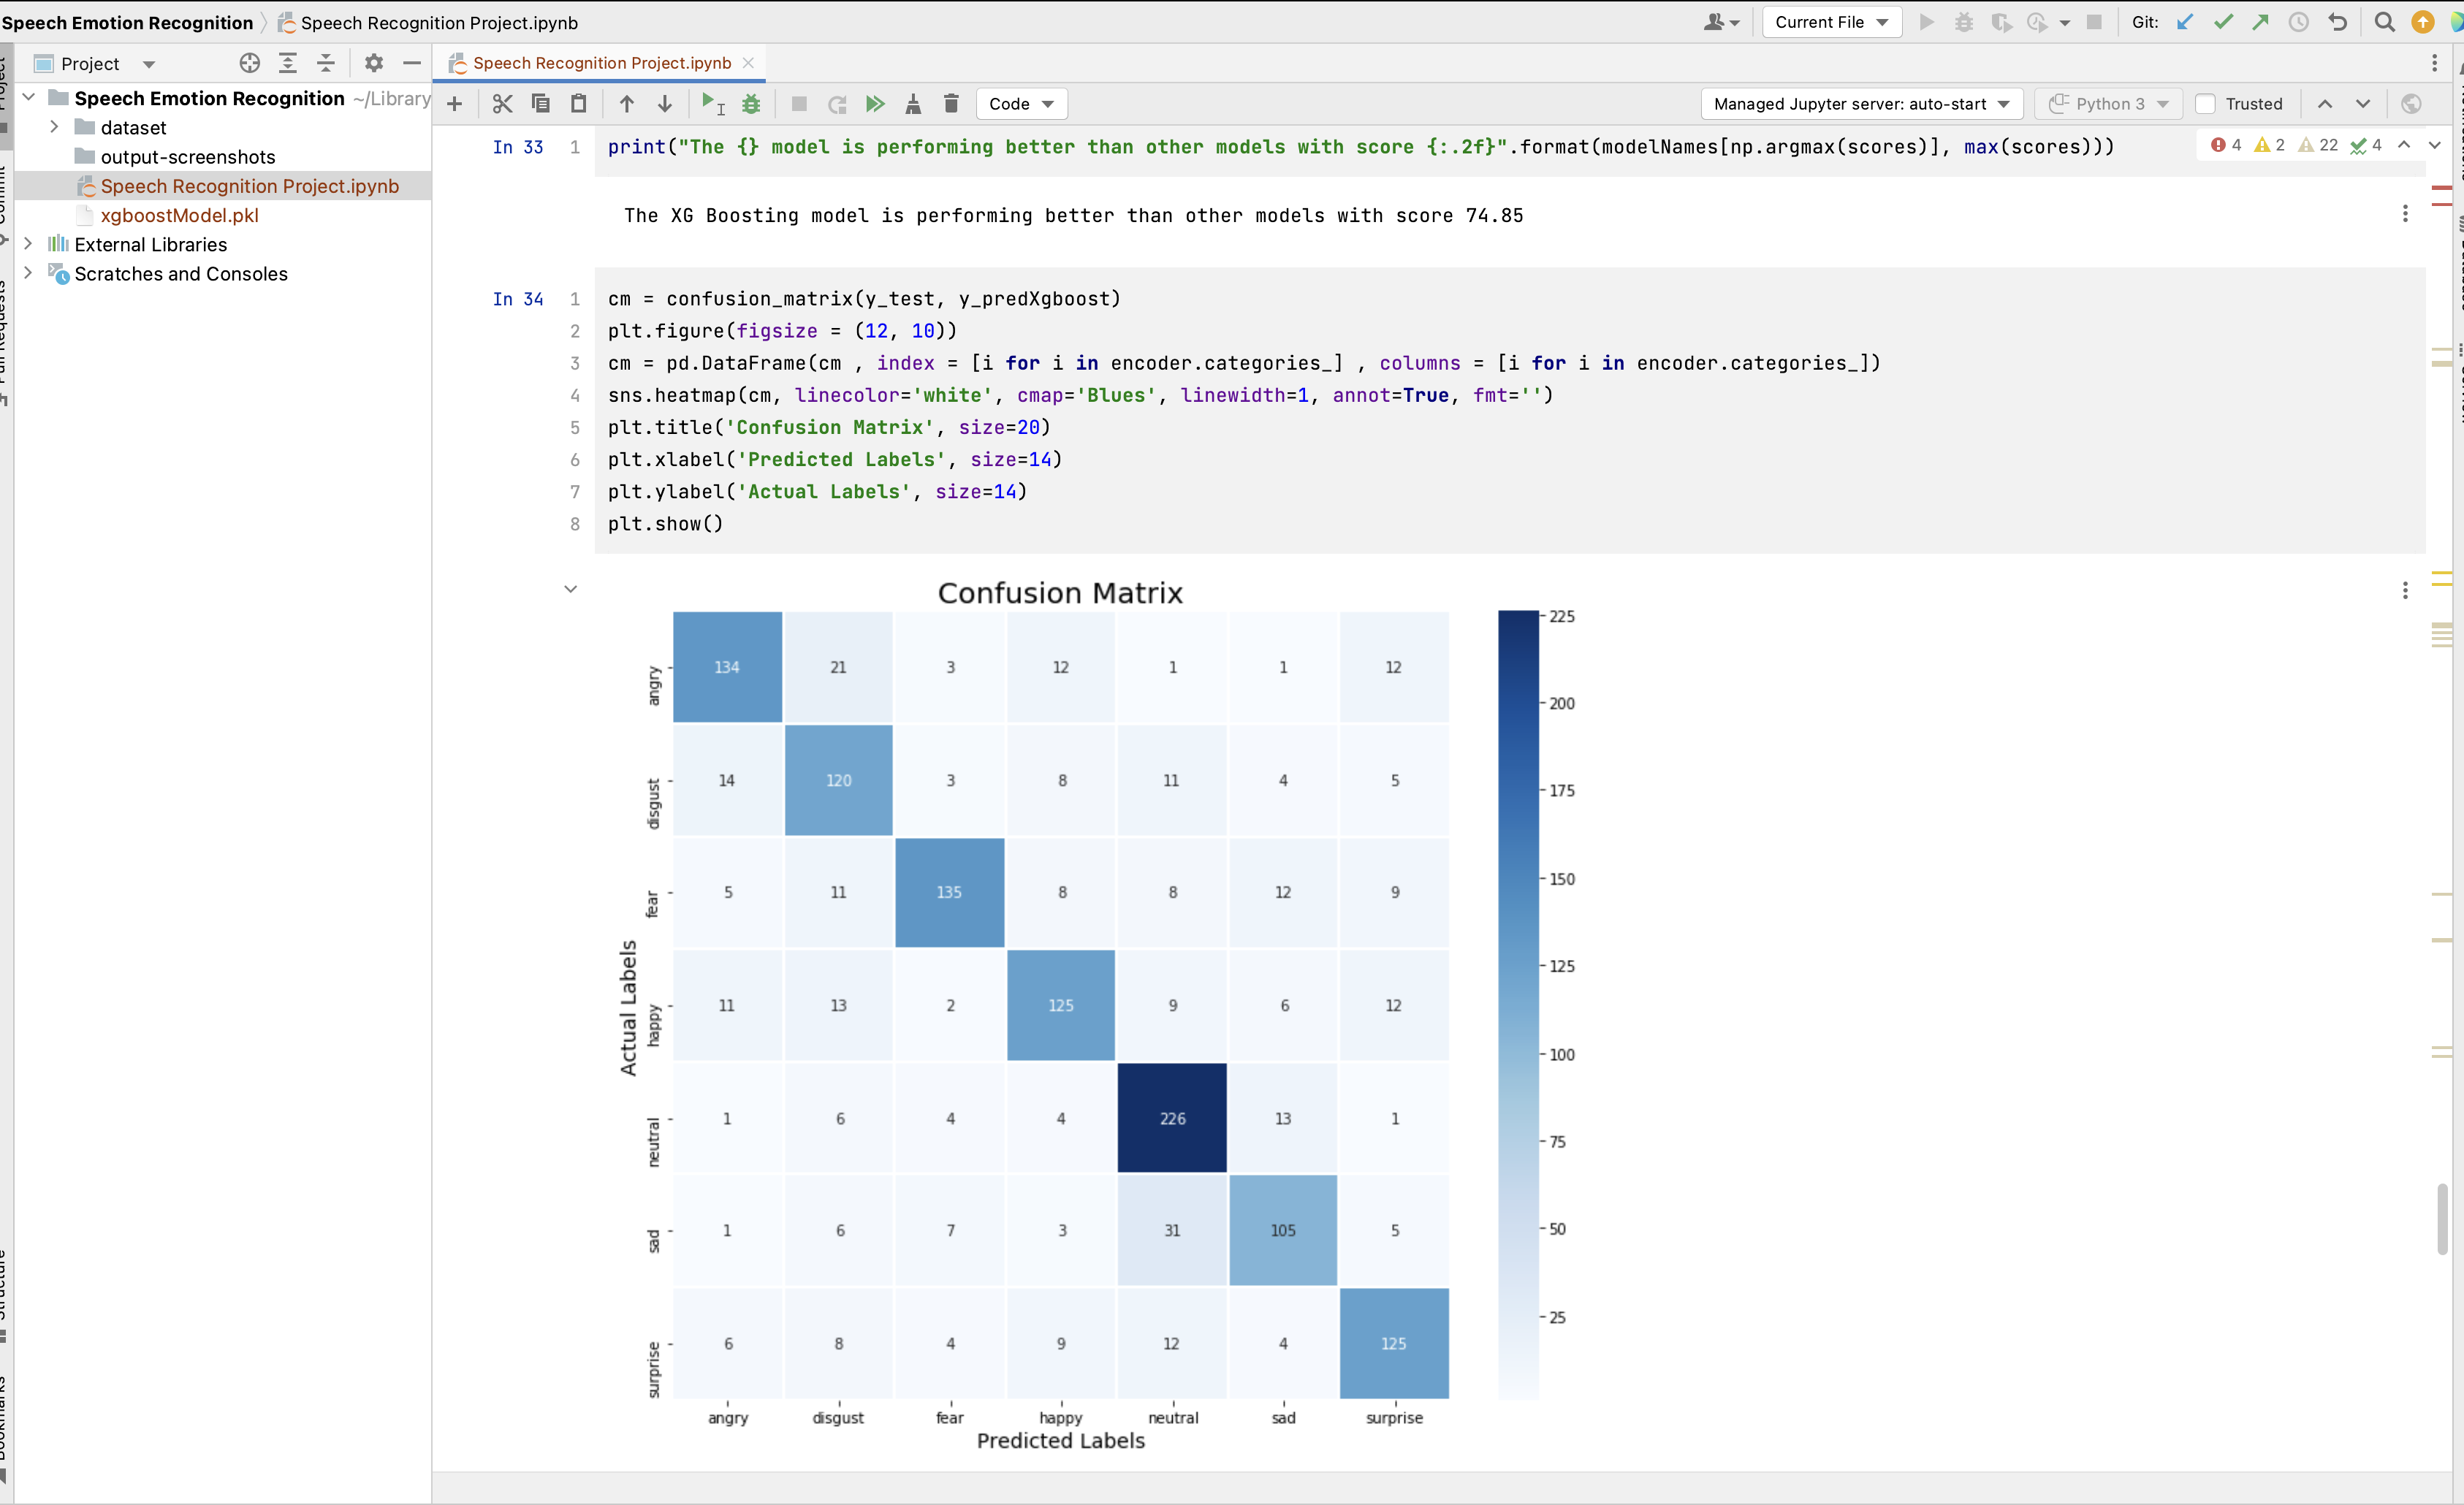 Speech Emotion Recognition Speech Recognition Project.ipynb Current File Git:
Project Speech Recognition Project.ipynb
Speech Emotion Recognition ~/Library
dataset
output-screenshots
Speech Recognition Project.ipynb
xgboostModel.pkl
External Libraries
Scratches and Consoles
Code Managed Jupyter server: auto-start Python 3 Trusted
In 33 1 print("The {} model is performing better than other models with score {:.2f}".format(modelNames[np.argmax(scores)], max(scores))) 4 2 22 4
The XG Boosting model is performing better than other models with score 74.85
In 34 1 cm = confusion_matrix(y_test, y_predXgboost)
2 plt.figure(figsize = (12, 10))
3 cm = pd.DataFrame(cm , index = [i for i in encoder.categories_] , columns = [i for i in encoder.categories_])
4 sns.heatmap(cm, linecolor='white', cmap='Blues', linewidth=1, annot=True, fmt='')
5 plt.title('Confusion Matrix', size=20)
6 plt.xlabel('Predicted Labels', size=14)
7 plt.ylabel('Actual Labels', size=14)
8 plt.show()
Confusion Matrix
Actual Labels
angry 134 21 3 12 1 1 12
disgust 14 120 3 8 11 4 5
fear 5 11 135 8 8 12 9
happy 11 13 2 125 9 6 12
neutral 1 6 4 4 226 13 1
sad 1 6 7 3 31 105 5
surprise 6 8 4 9 12 4 125
angry disgust fear happy neutral sad surprise
Predicted Labels
225
200
175
150
125
100
75
50
25